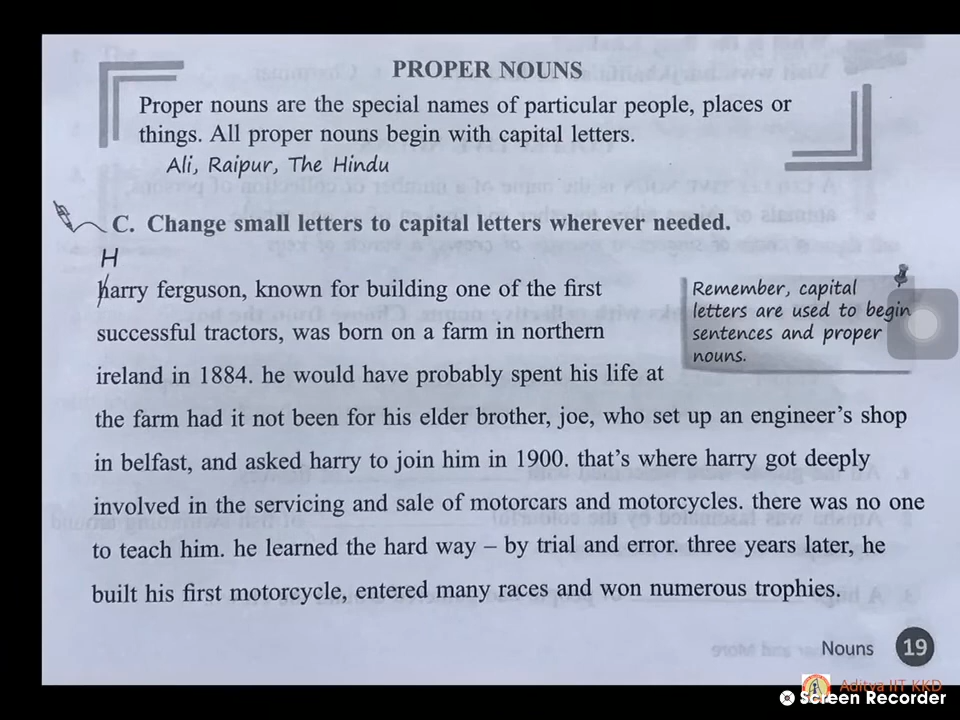 PROPER NOUNS
Proper nouns are the special names of particular people, places or
things. All proper nouns begin with capital letters.
Ali, Raipur, The Hindu
C. Change small letters to capital letters wherever needed.
H
harry ferguson, known for building one of the first
successful tractors, was born on a farm in northern
ireland in 1884. he would have probably spent his life at
the farm had it not been for his elder brother, joe, who set up an engineer's shop
in belfast, and asked harry to join him in 1900. that's where harry got deeply
involved in the servicing and sale of motorcars and motorcycles. there was no one
to teach him. he learned the hard way – by trial and error. three years later, he
built his first motorcycle, entered many races and won numerous trophies.
Remember, capital
letters are used to begin
sentences and proper
nouns.
Nouns 19
Aditya IIT KKD
Screen Recorder